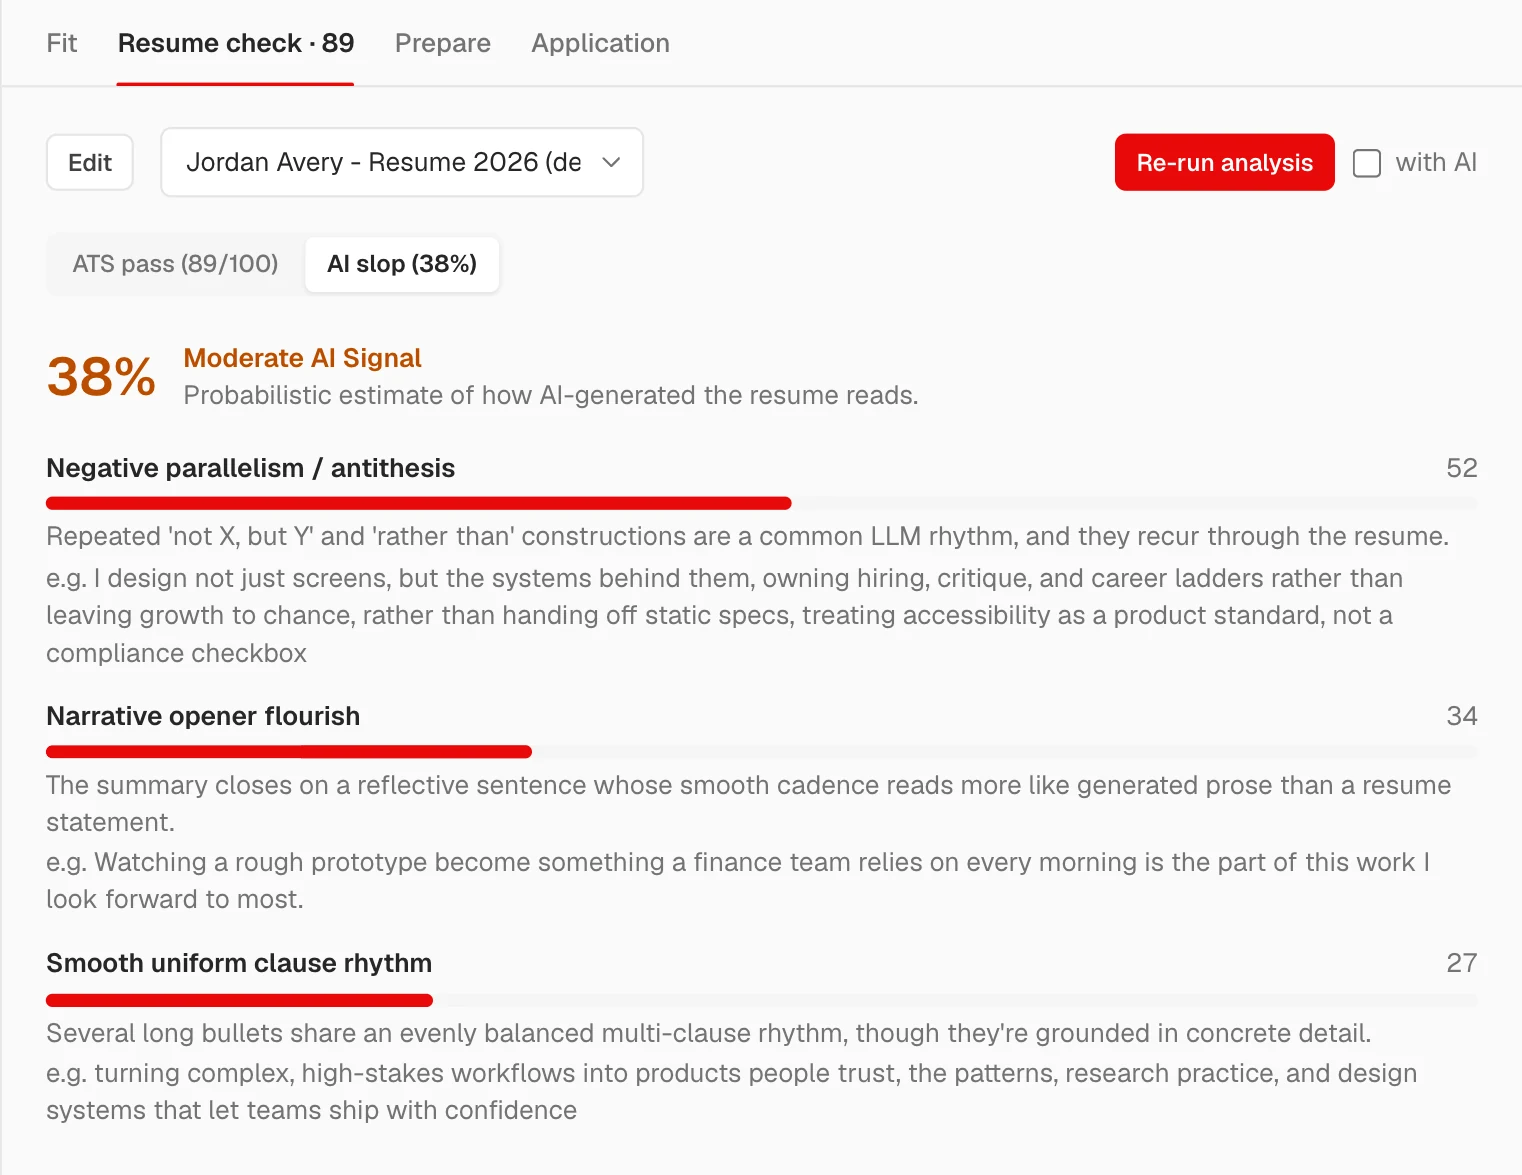 Fit Resume check · 89 Prepare Application
Edit Jordan Avery - Resume 2026 (de Re-run analysis with AI
ATS pass (89/100) AI slop (38%)
38% Moderate AI Signal
Probabilistic estimate of how AI-generated the resume reads.
Negative parallelism / antithesis 52
Repeated 'not X, but Y' and 'rather than' constructions are a common LLM rhythm, and they recur through the resume.
e.g. I design not just screens, but the systems behind them, owning hiring, critique, and career ladders rather than
leaving growth to chance, rather than handing off static specs, treating accessibility as a product standard, not a
compliance checkbox
Narrative opener flourish 34
The summary closes on a reflective sentence whose smooth cadence reads more like generated prose than a resume
statement.
e.g. Watching a rough prototype become something a finance team relies on every morning is the part of this work I
look forward to most.
Smooth uniform clause rhythm 27
Several long bullets share an evenly balanced multi-clause rhythm, though they're grounded in concrete detail.
e.g. turning complex, high-stakes workflows into products people trust, the patterns, research practice, and design
systems that let teams ship with confidence